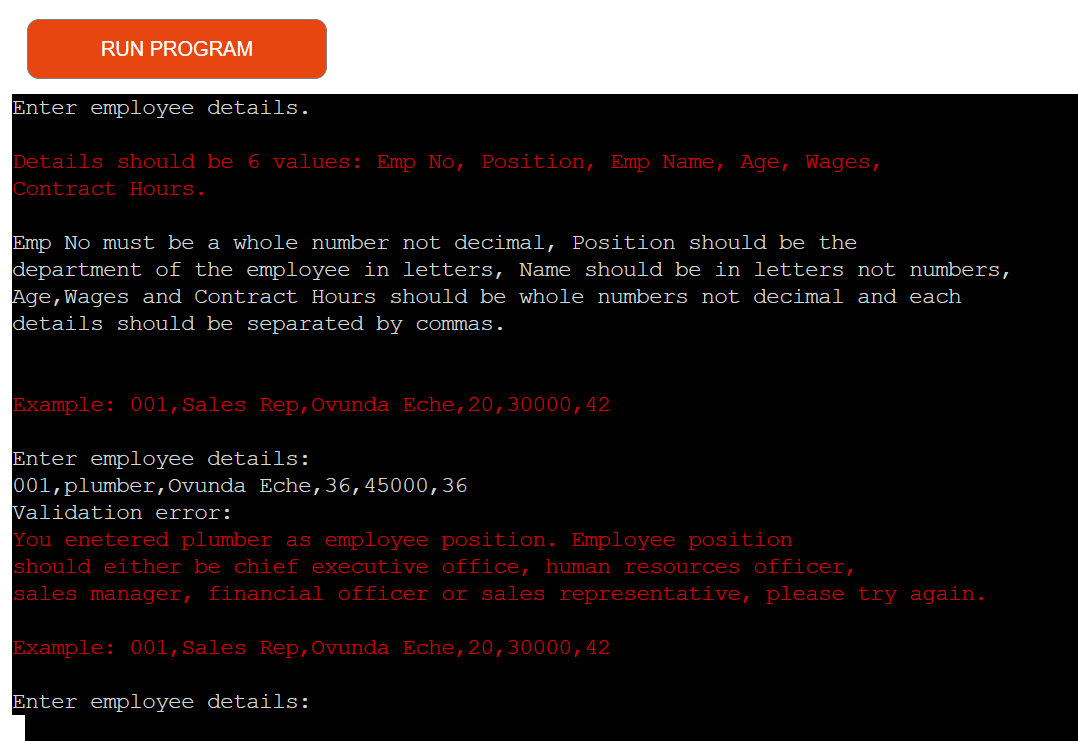 RUN PROGRAM
Enter employee details.
Details should be 6 values: Emp No, Position, Emp Name, Age, Wages,
Contract Hours.
Emp No must be a whole number not decimal, Position should be the
department of the employee in letters, Name should be in letters not numbers,
Age,Wages and Contract Hours should be whole numbers not decimal and each
details should be separated by commas.
Example: 001,Sales Rep,Ovunda Eche,20,30000,42
Enter employee details:
001,plumber,Ovunda Eche,36,45000,36
Validation error:
You enetered plumber as employee position. Employee position
should either be chief executive office, human resources officer,
sales manager, financial officer or sales representative, please try again.
Example: 001,Sales Rep,Ovunda Eche,20,30000,42
Enter employee details: